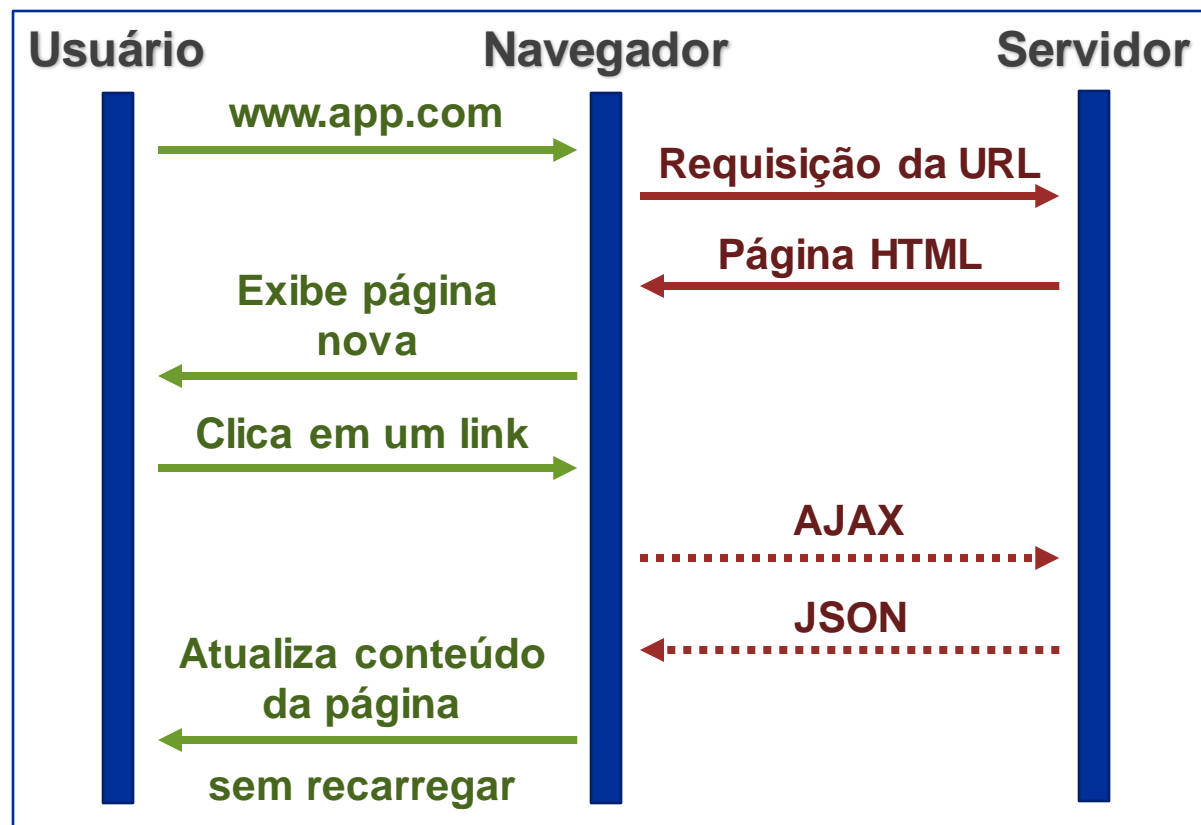 Usuário
Navegador
Servidor
www.app.com
Requisição da URL
Página HTML
Exibe página
nova
Clica em um link
AJAX
JSON
Atualiza conteúdo
da página
sem recarregar